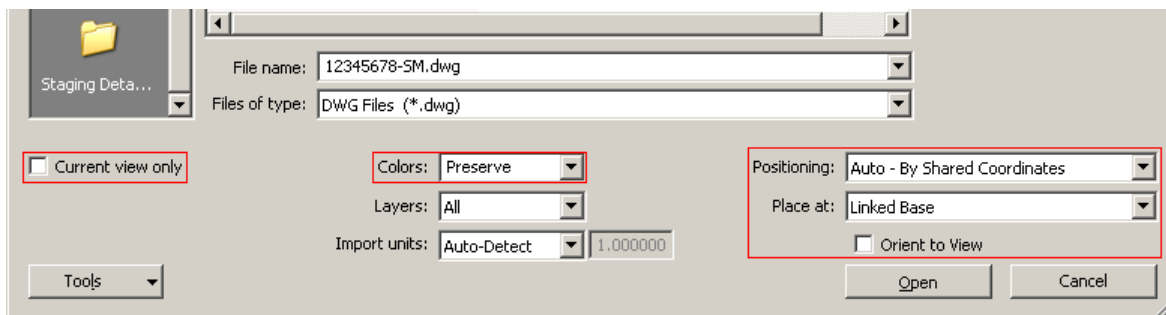 File name: 12345678-SM.dwg
Staging Deta...
Files of type: DWG Files (*.dwg)
Current view only Colors: Preserve Positioning: Auto - By Shared Coordinates
Layers: All Place at: Linked Base
Import units: Auto-Detect 1.000000 Orient to View
Tools Open Cancel